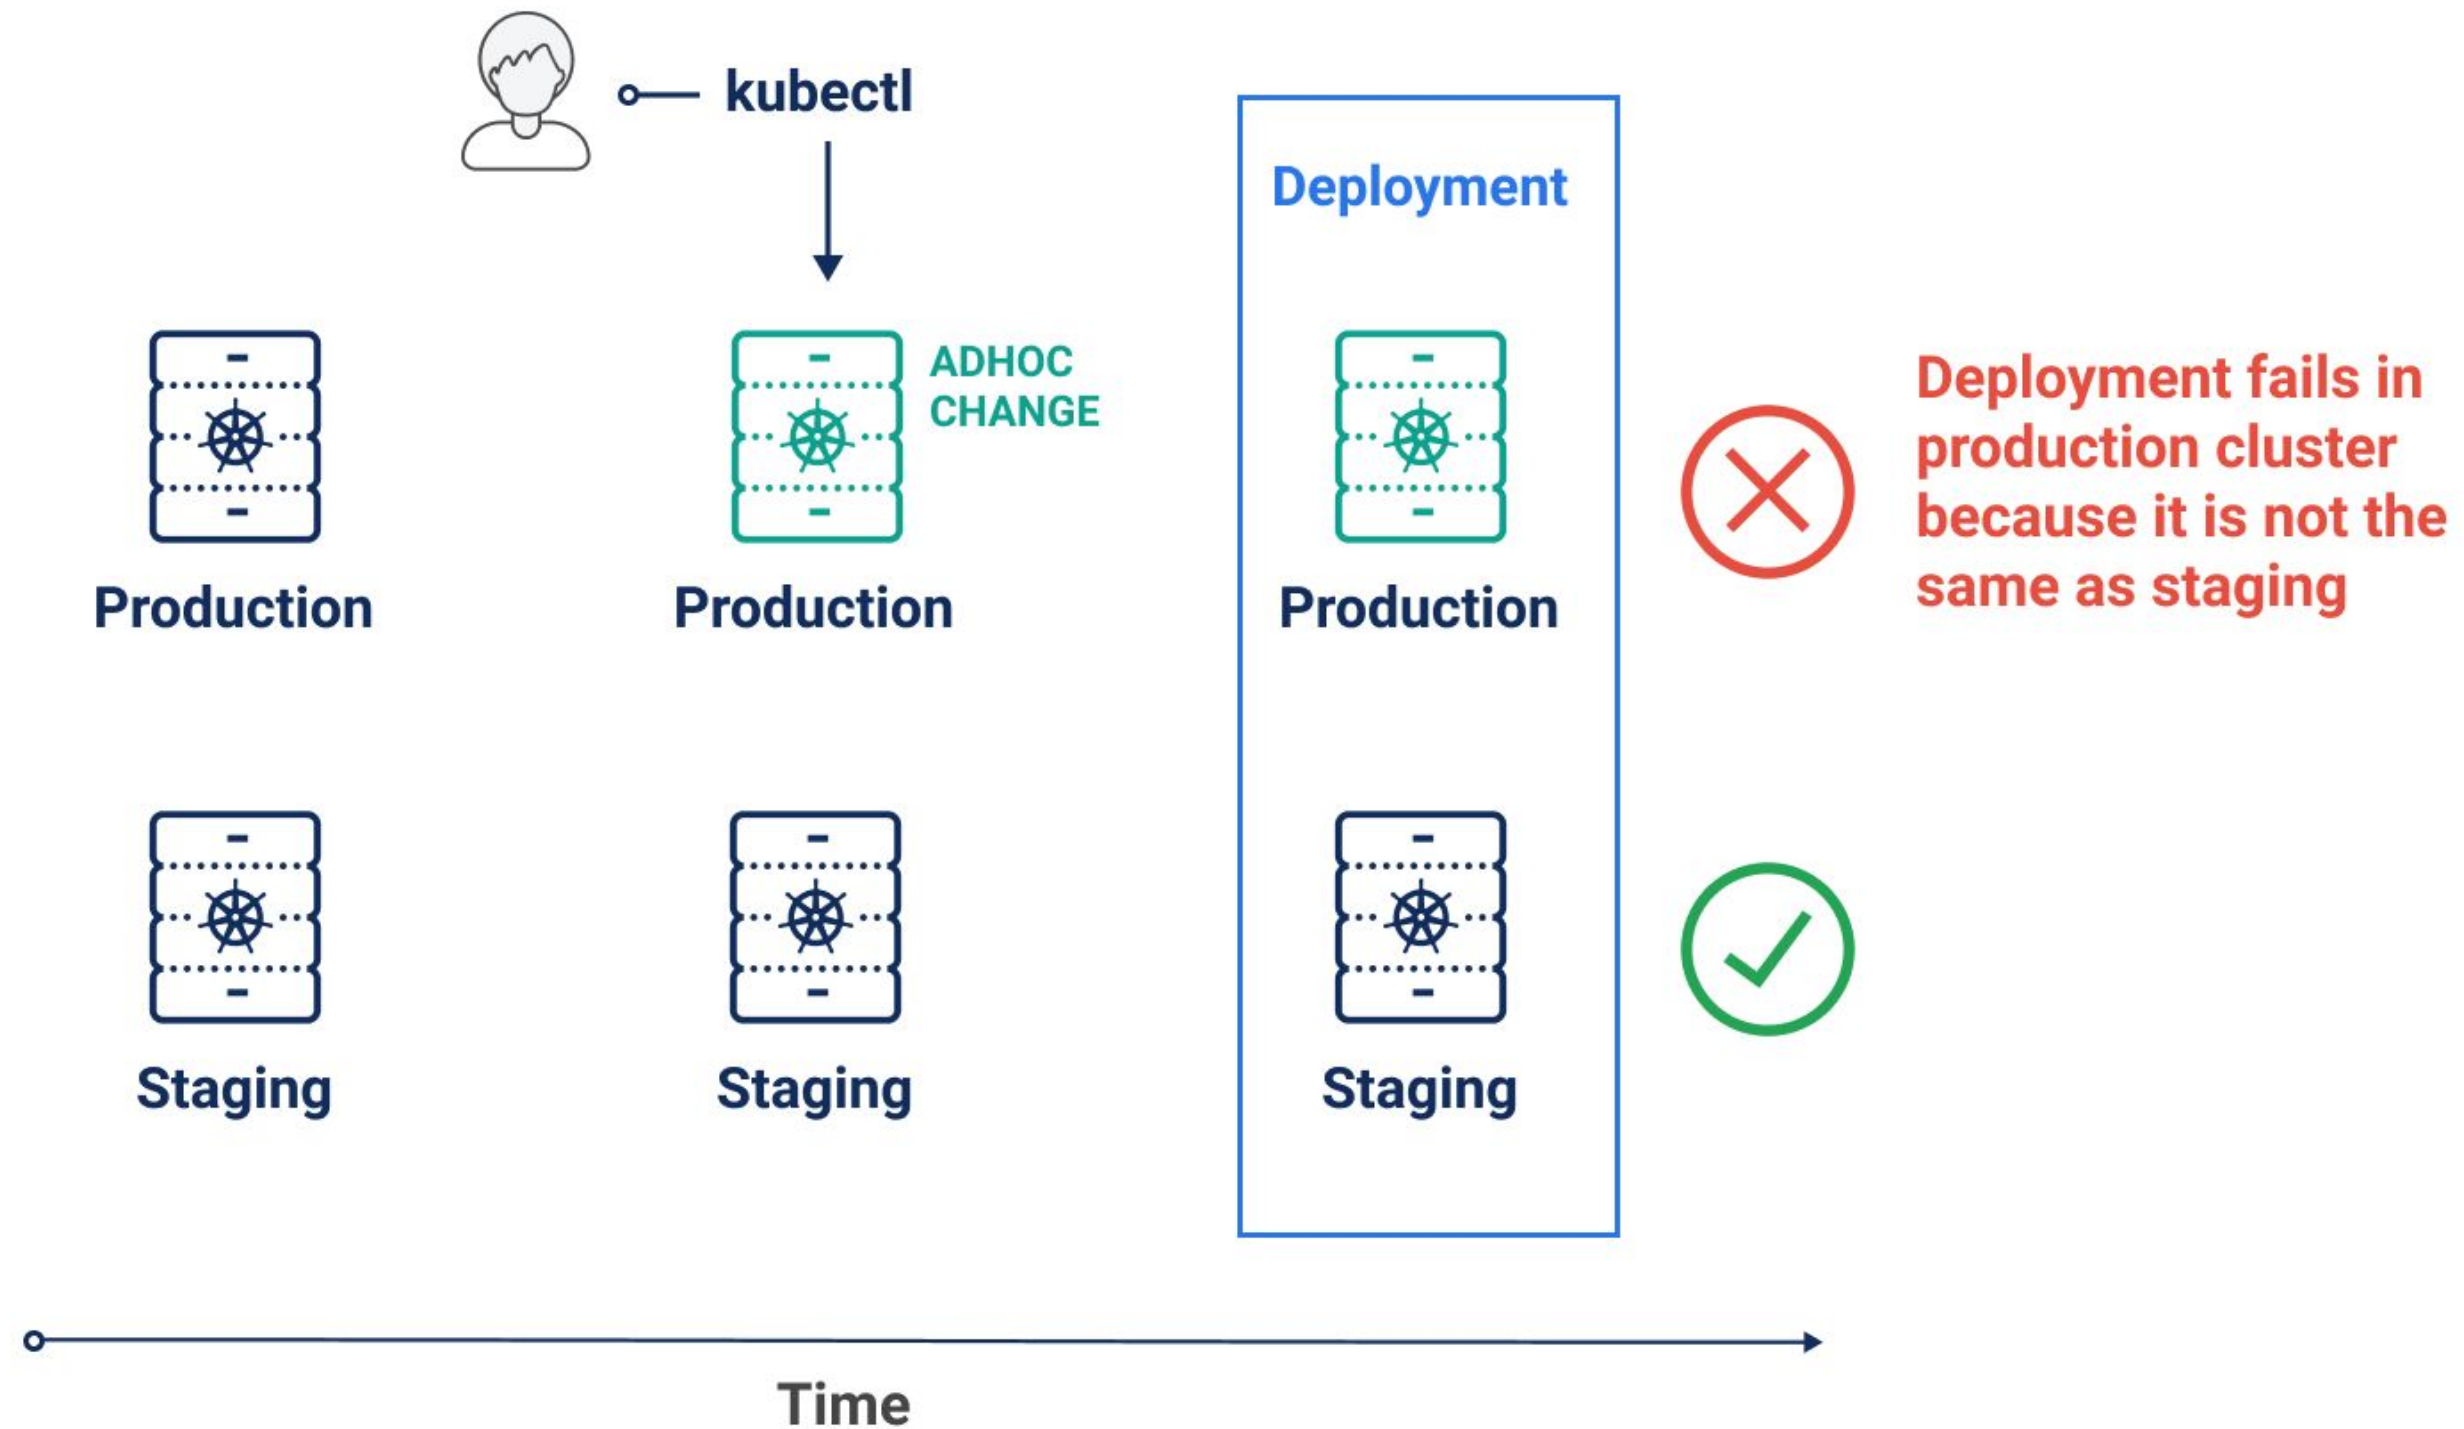 kubectl
Deployment
ADHOC
CHANGE
Production
Production
Production
Deployment fails in
production cluster
because it is not the
same as staging
Staging
Staging
Staging
Time